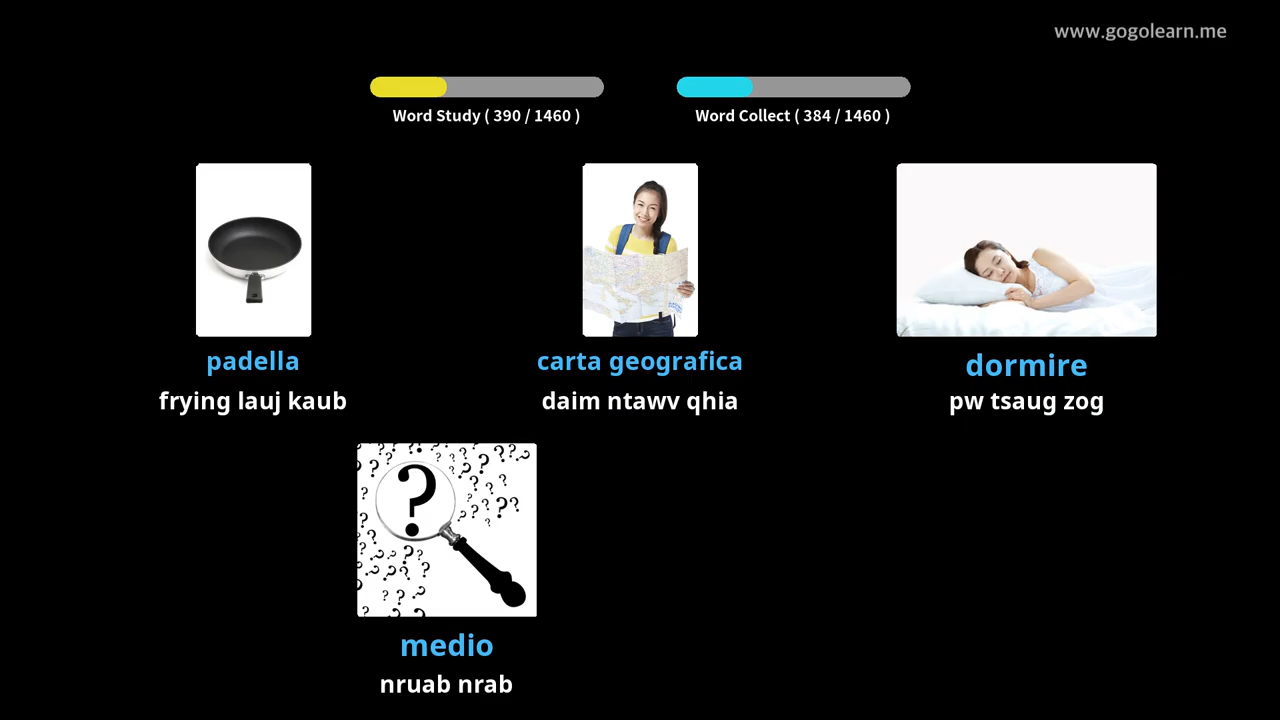 www.gogolearn.me
Word Study ( 390 / 1460 )
Word Collect ( 384 / 1460 )
padella
carta geografica
dormire
frying lauj kaub
daim ntawv qhia
pw tsaug zog
medio
nruab nrab